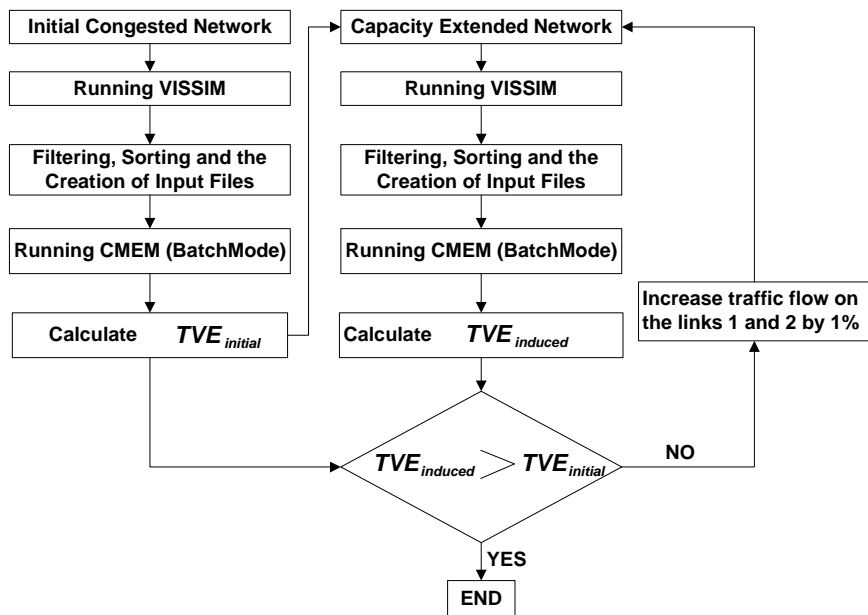 Initial Congested Network
Running VISSIM
Filtering, Sorting and the
Creation of Input Files
Running CMEM (BatchMode)
Calculate TVE initial
Capacity Extended Network
Running VISSIM
Filtering, Sorting and the
Creation of Input Files
Running CMEM (BatchMode)
Calculate TVE induced
TVE induced > TVE initial
NO
Increase traffic flow on
the links 1 and 2 by 1%
YES
END